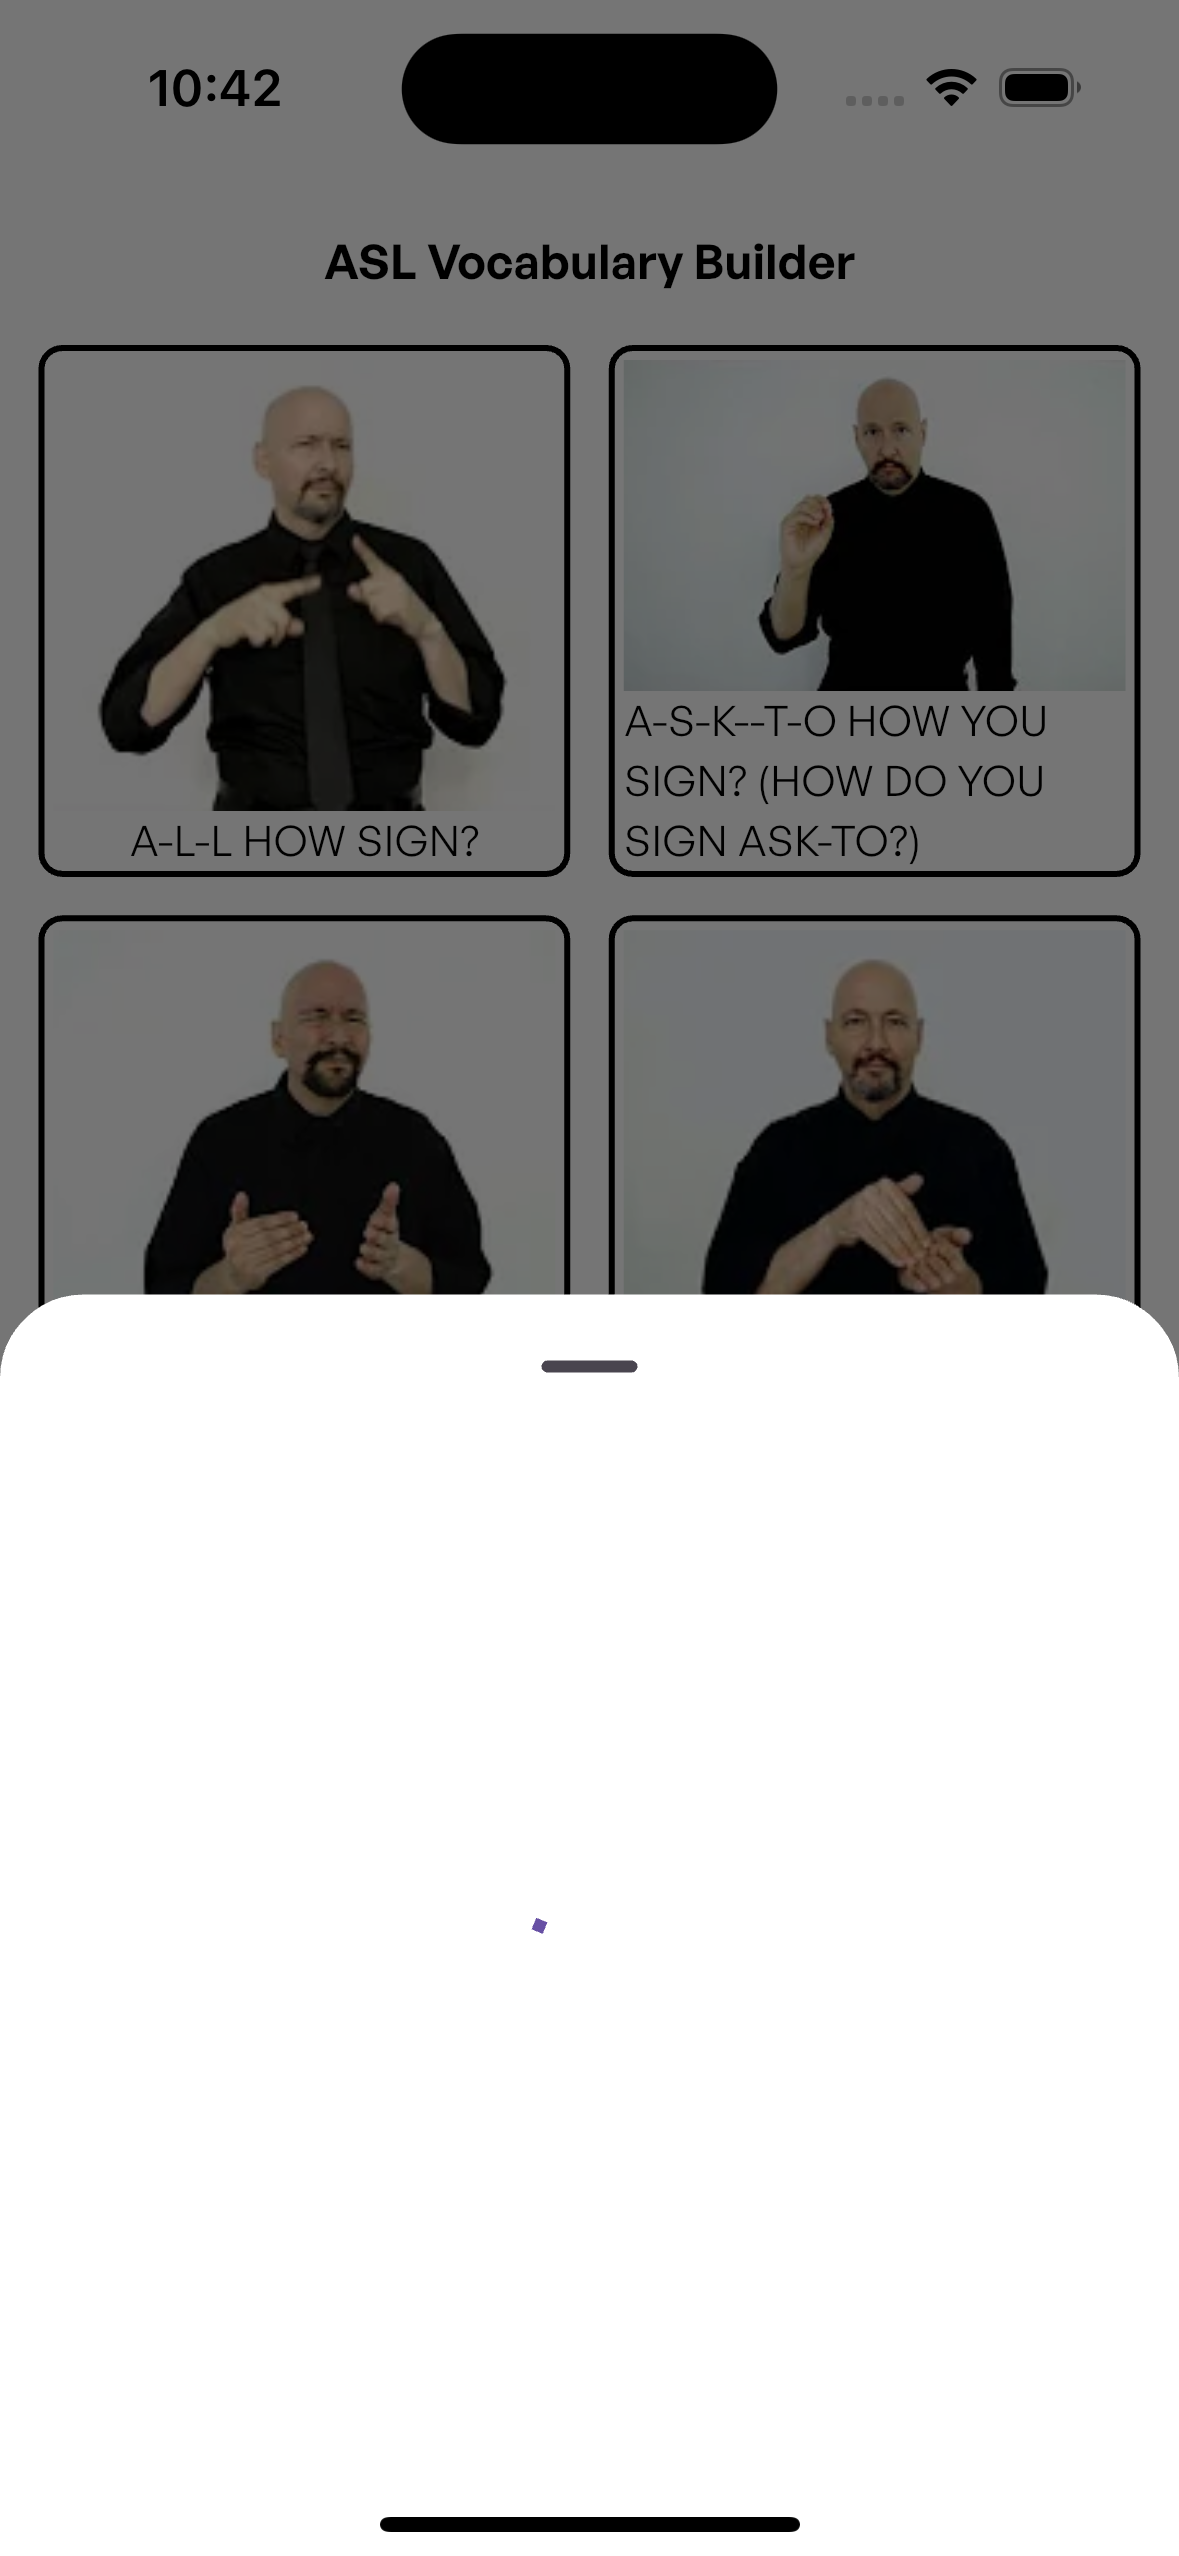 10:42
ASL Vocabulary Builder
A-L-L HOW SIGN?
A-S-K--T-O HOW YOU
SIGN? (HOW DO YOU
SIGN ASK-TO?)